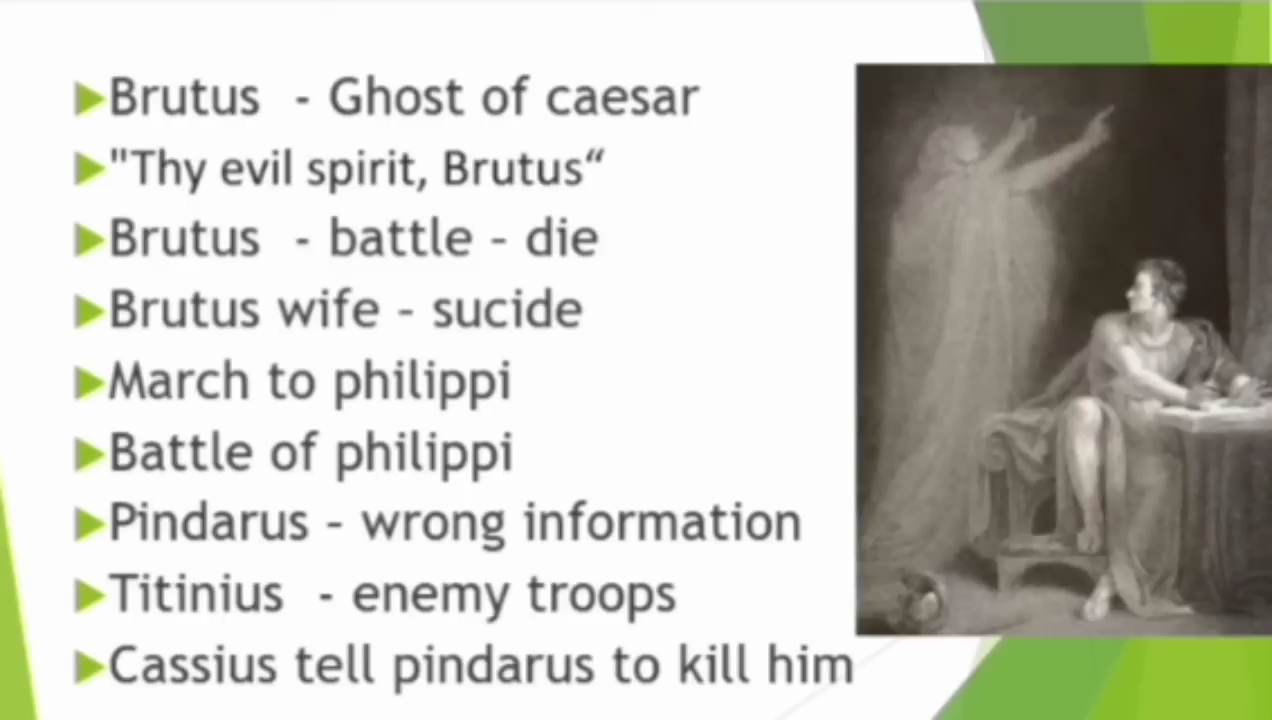 Brutus - Ghost of caesar
"Thy evil spirit, Brutus“
Brutus - battle – die
Brutus wife – sucide
March to philippi
Battle of philippi
Pindarus – wrong information
Titinius - enemy troops
Cassius tell pindarus to kill him